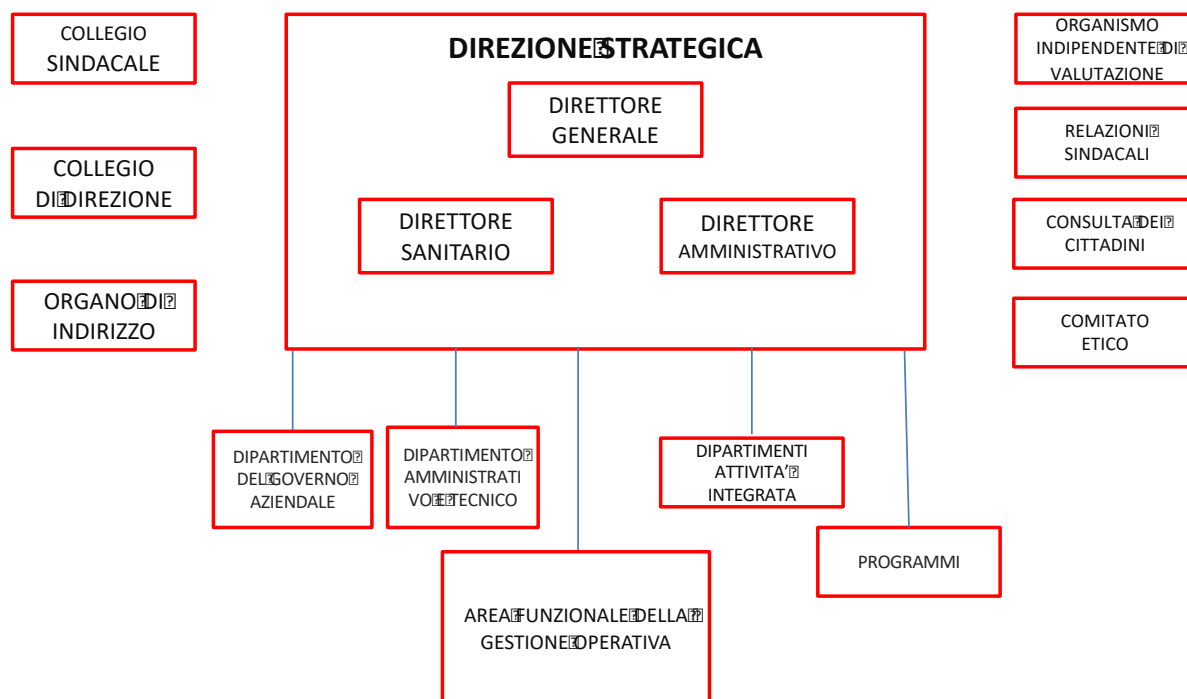 COLLEGIO
SINDACALE
COLLEGIO
DI DIREZIONE
ORGANO DI
INDIRIZZO
DIREZIONE STRATEGICA
DIRETTORE
GENERALE
DIRETTORE
SANITARIO
DIRETTORE
AMMINISTRATIVO
ORGANISMO
INDIPENDENTE DI
VALUTAZIONE
RELAZIONI
SINDACALI
CONSULTA DEI
CITTADINI
COMITATO
ETICO
DIPARTIMENTO
DEL GOVERNO
AZIENDALE
DIPARTIMENTO
AMMINISTRATI
VO E TECNICO
DIPARTIMENTI
ATTIVITA’
INTEGRATA
PROGRAMMI
AREA FUNZIONALE DELLA
GESTIONE OPERATIVA